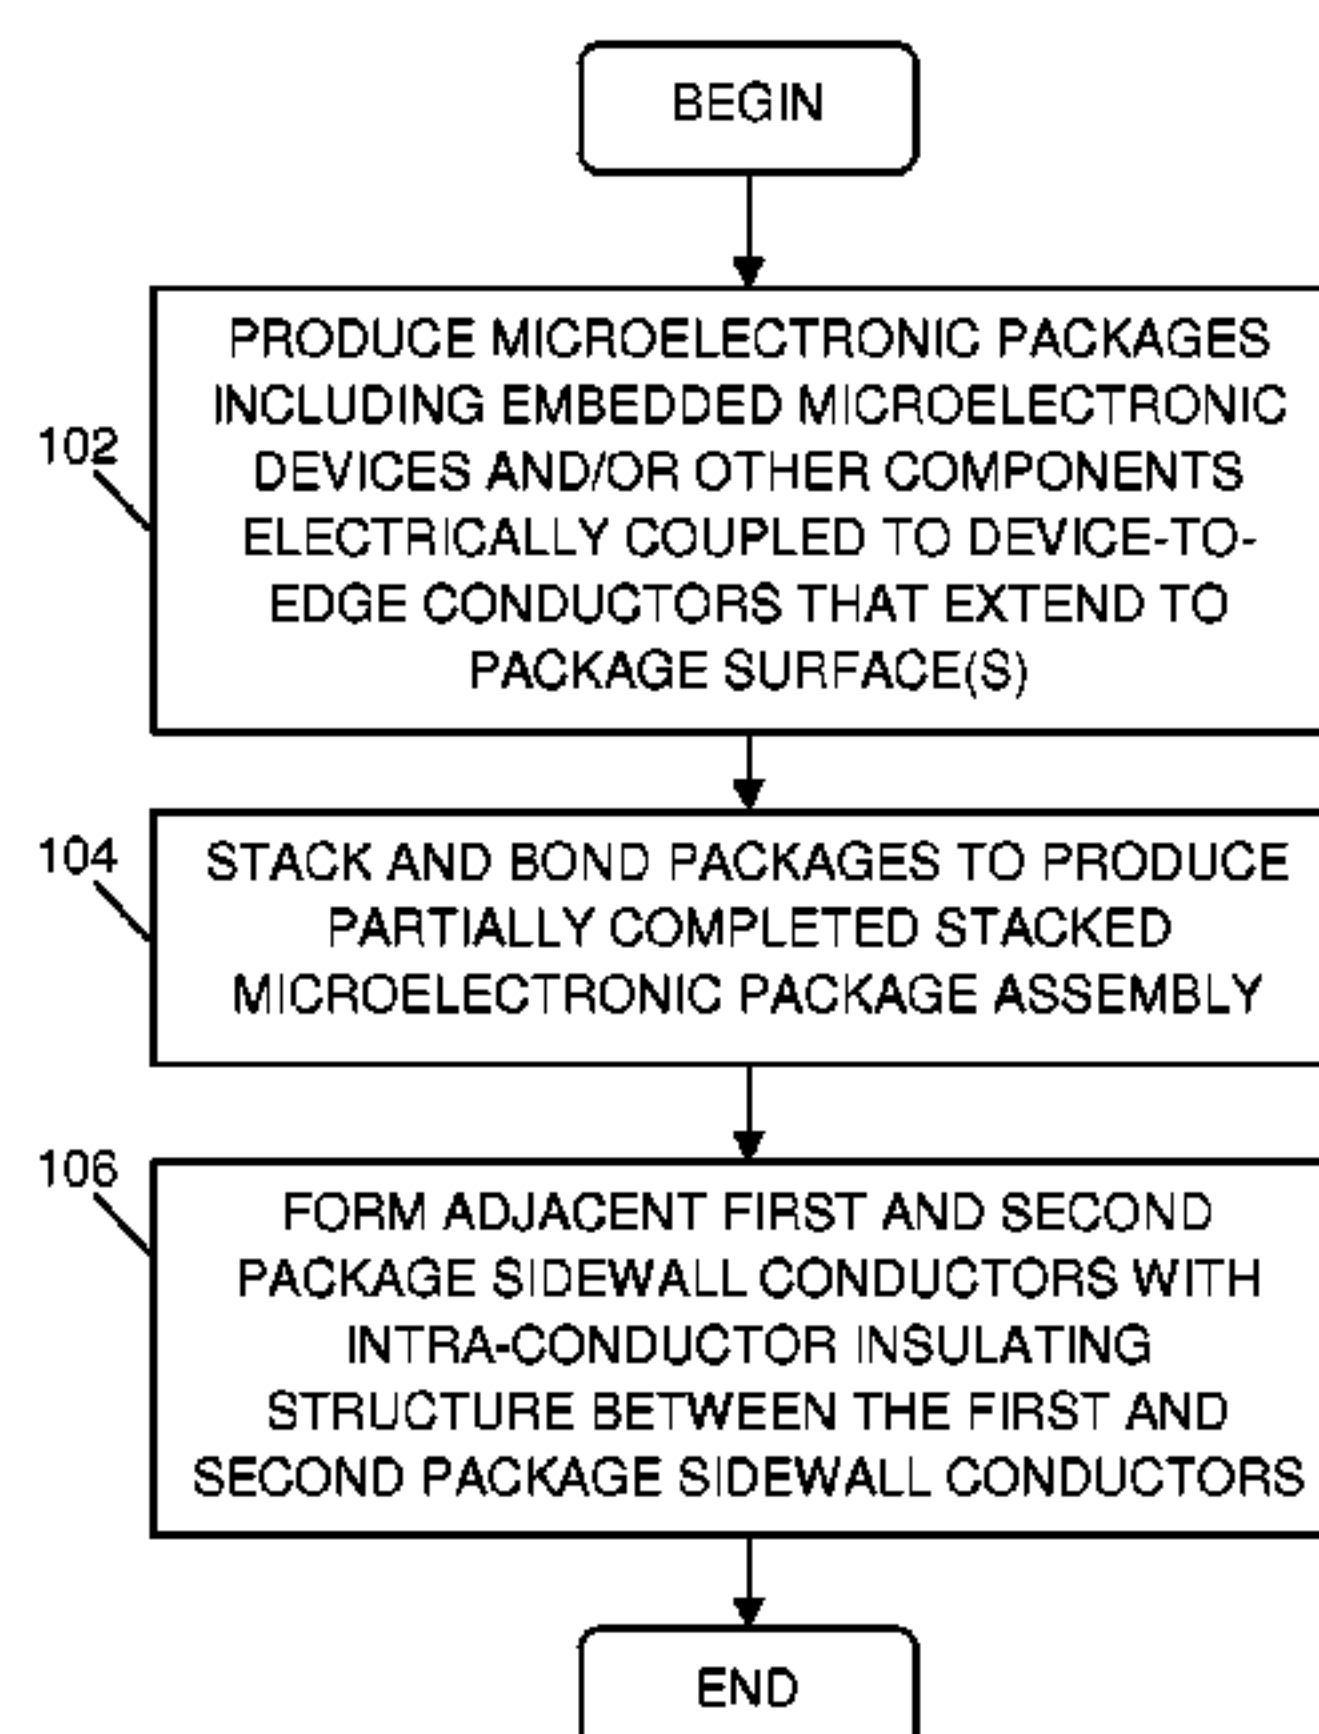 BEGIN
102
PRODUCE MICROELECTRONIC PACKAGES
INCLUDING EMBEDDED MICROELECTRONIC
DEVICES AND/OR OTHER COMPONENTS
ELECTRICALLY COUPLED TO DEVICE-TO-
EDGE CONDUCTORS THAT EXTEND TO
PACKAGE SURFACE(S)
104
STACK AND BOND PACKAGES TO PRODUCE
PARTIALLY COMPLETED STACKED
MICROELECTRONIC PACKAGE ASSEMBLY
106
FORM ADJACENT FIRST AND SECOND
PACKAGE SIDEWALL CONDUCTORS WITH
INTRA-CONDUCTOR INSULATING
STRUCTURE BETWEEN THE FIRST AND
SECOND PACKAGE SIDEWALL CONDUCTORS
END